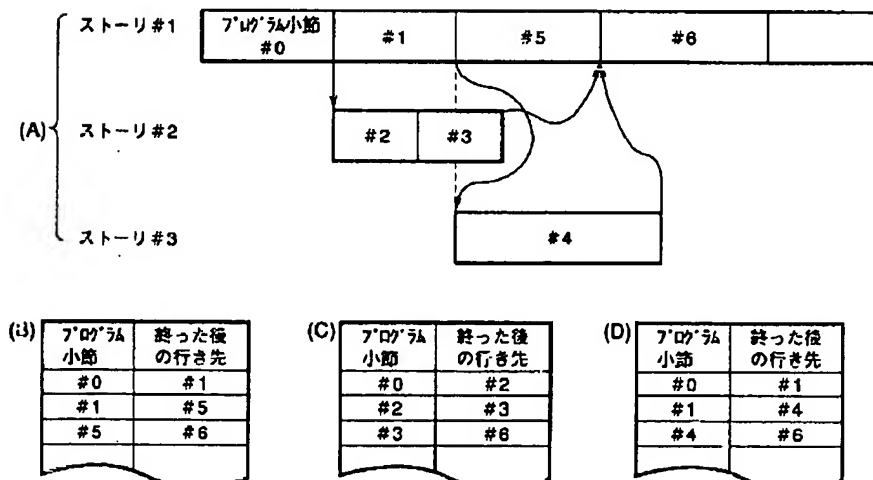 (A)
ストーリ#1
プログラム小節
#0
#1
#5
#6
ストーリ#2
#2
#3
ストーリ#3
#4
(B)
プログラム
小節
終った後
の行き先
#0 #1
#1 #5
#5 #6
(C)
プログラム
小節
終った後
の行き先
#0 #2
#2 #3
#3 #6
(D)
プログラム
小節
終った後
の行き先
#0 #1
#1 #4
#4 #6